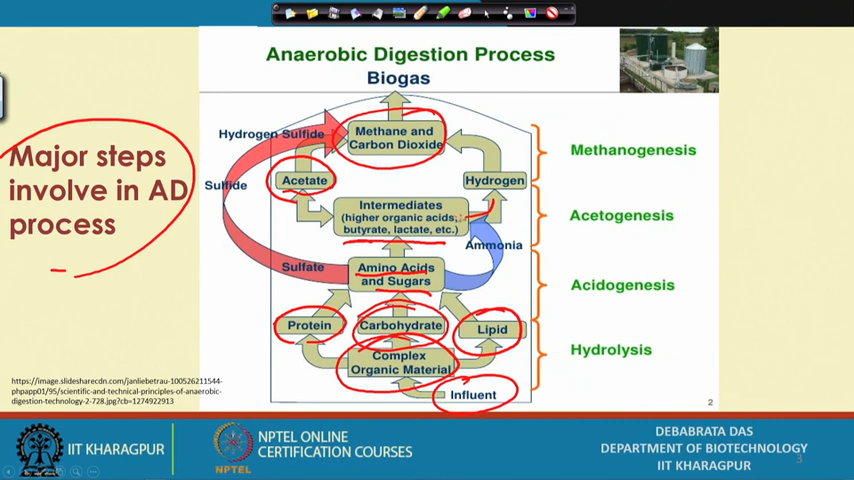 Anaerobic Digestion Process
Biogas
Major steps
involve in AD
process
Hydrogen Sulfide
Methane and
Carbon Dioxide
Methanogenesis
Sulfide
Acetate
Hydrogen
Intermediates
(higher organic acids,
butyrate, lactate, etc.)
Acetogenesis
Ammonia
Sulfate
Amino Acids
and Sugars
Acidogenesis
Protein
Carbohydrate
Lipid
Hydrolysis
Complex
Organic Material
Influent
2
https://image.slidesharecdn.com/janliebetrau-100526211544-
phpapp01/95/scientific-and-technical-principles-of-anaerobic-
digestion-technology-2-728.jpg?cb=1274922913
IIT KHARAGPUR
NPTEL
NPTEL ONLINE
CERTIFICATION COURSES
DEBABRATA DAS
DEPARTMENT OF BIOTECHNOLOGY
IIT KHARAGPUR
3